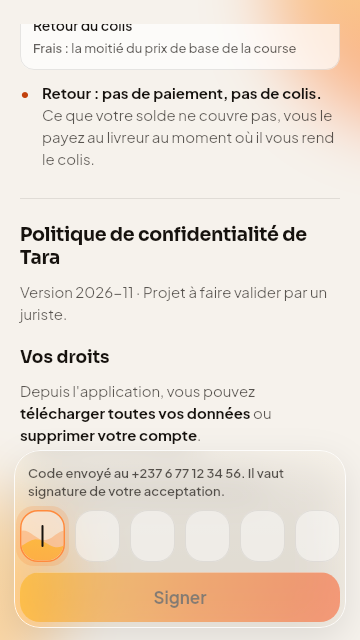 Retour du colis
Frais : la moitié du prix de base de la course
• Retour : pas de paiement, pas de colis.
Ce que votre solde ne couvre pas, vous le
payez au livreur au moment où il vous rend
le colis.
Politique de confidentialité de
Tara
Version 2026-11 · Projet à faire valider par un
juriste.
Vos droits
Depuis l'application, vous pouvez
télécharger toutes vos données ou
supprimer votre compte.
Code envoyé au +237 6 77 12 34 56. Il vaut
signature de votre acceptation.
Signer